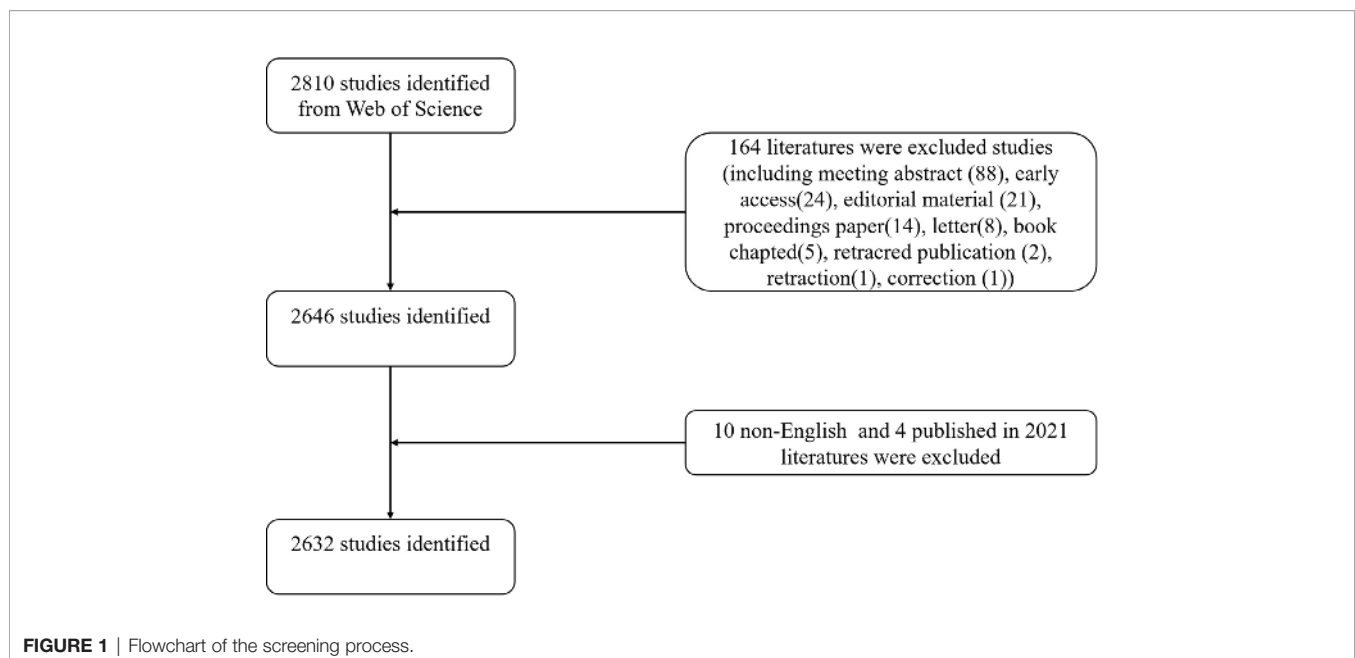 2810 studies identified
from Web of Science
164 literatures were excluded studies
(including meeting abstract (88), early
access(24), editorial material (21),
proceedings paper(14), letter(8), book
chapted(5), retracred publication (2),
retraction(1), correction (1))
2646 studies identified
10 non-English and 4 published in 2021
literatures were excluded
2632 studies identified
FIGURE 1 | Flowchart of the screening process.